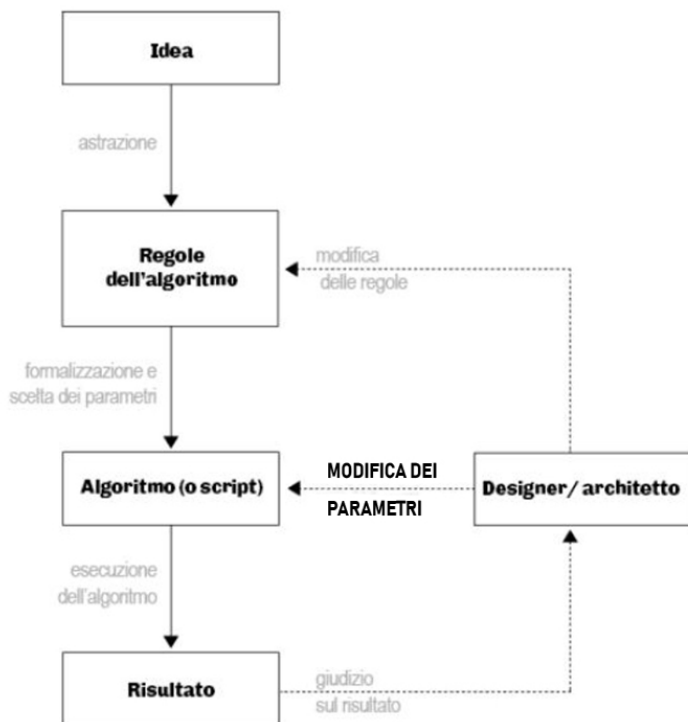 Idea
astrazione
Regole
dell'algoritmo
modifica
delle regole
formalizzazione e
scelta dei parametri
Algoritmo (o script)
MODIFICA DEI
PARAMETRI
Designer/ architetto
esecuzione
dell'algoritmo
Risultato
giudizio
sul risultato